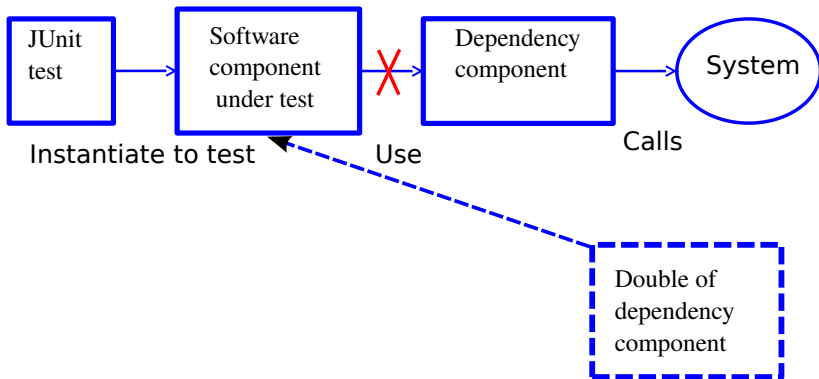 JUnit
test
Software
component
under test
Dependency
component
System
Instantiate to test
Use
Calls
Double of
dependency
component